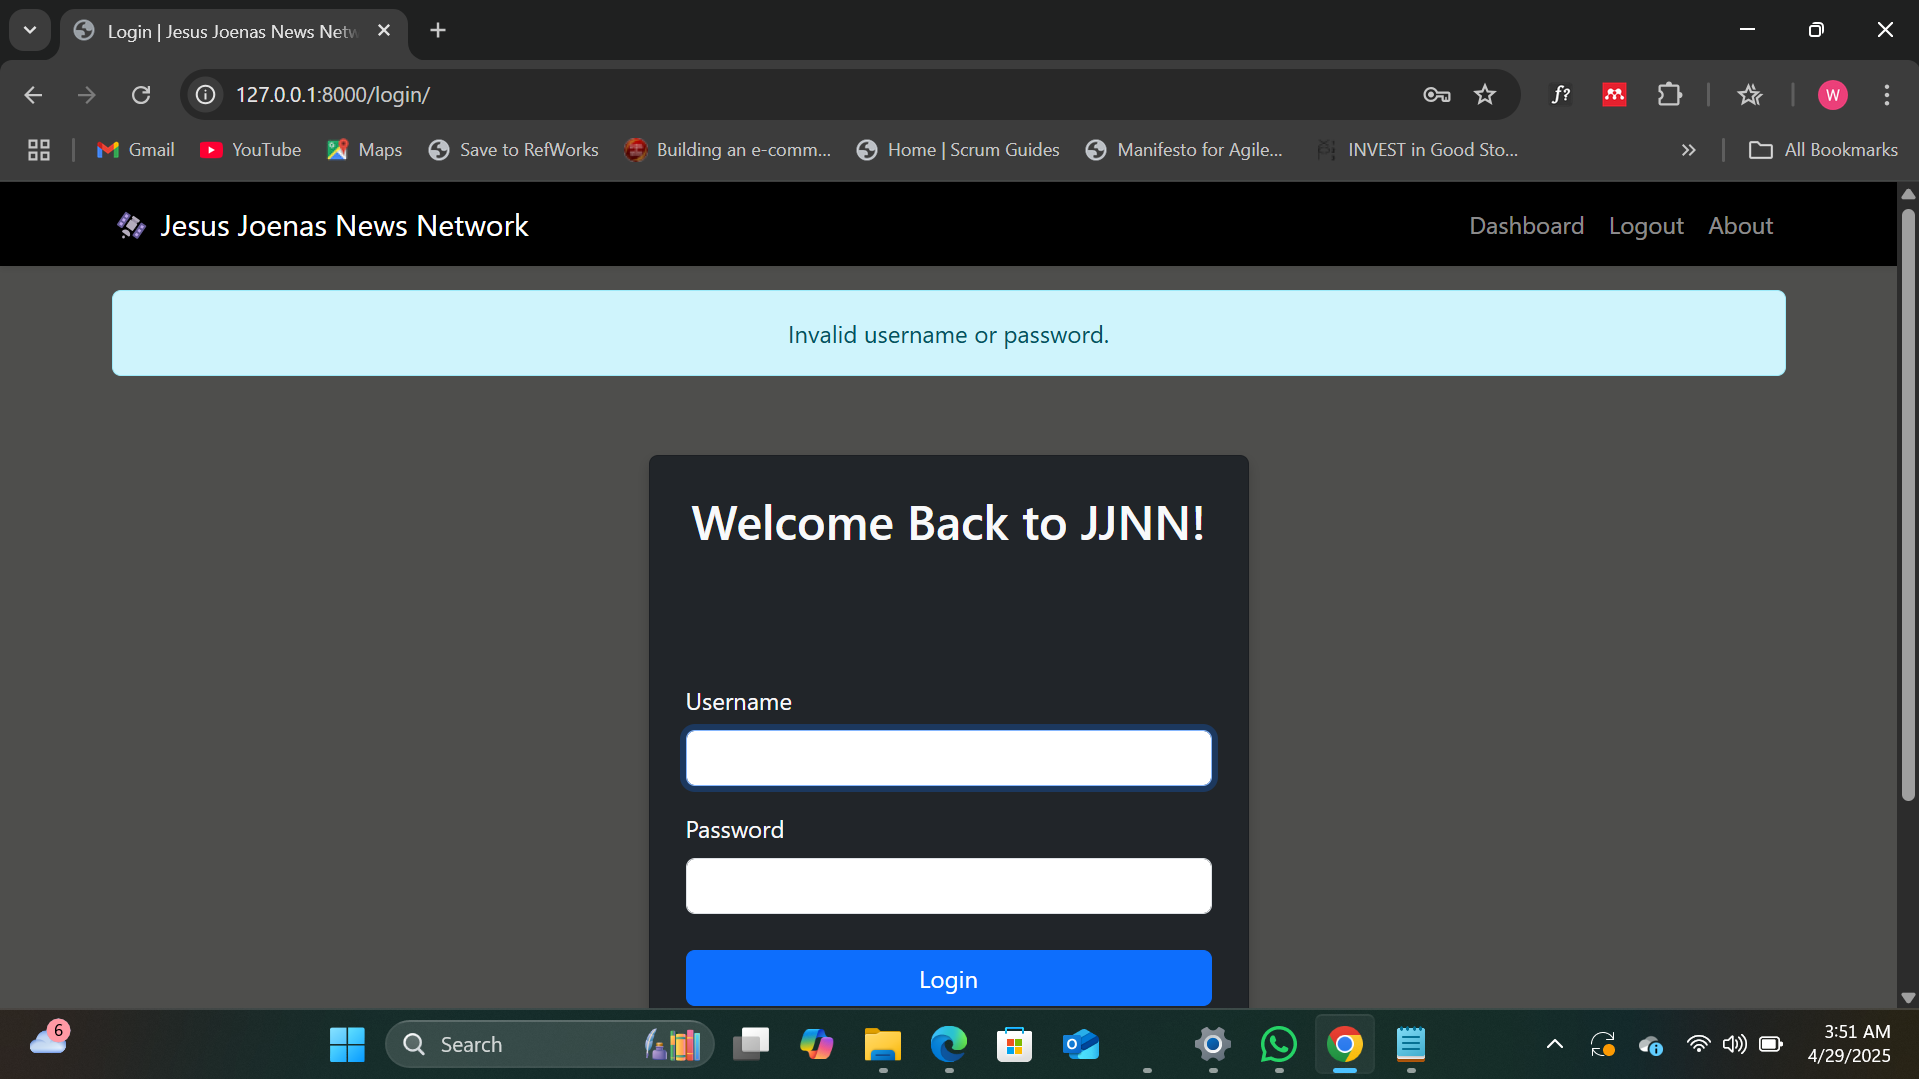 Login | Jesus Joenas News Netw
127.0.0.1:8000/login/
f?
W
Gmail
YouTube
Maps
Save to RefWorks
Building an e-comm...
Home | Scrum Guides
Manifesto for Agile...
INVEST in Good Sto...
All Bookmarks
Jesus Joenas News Network
Dashboard
Logout
About
Invalid username or password.
Welcome Back to JJNN!
Username
Password
Login
6
Search
3:51 AM
4/29/2025